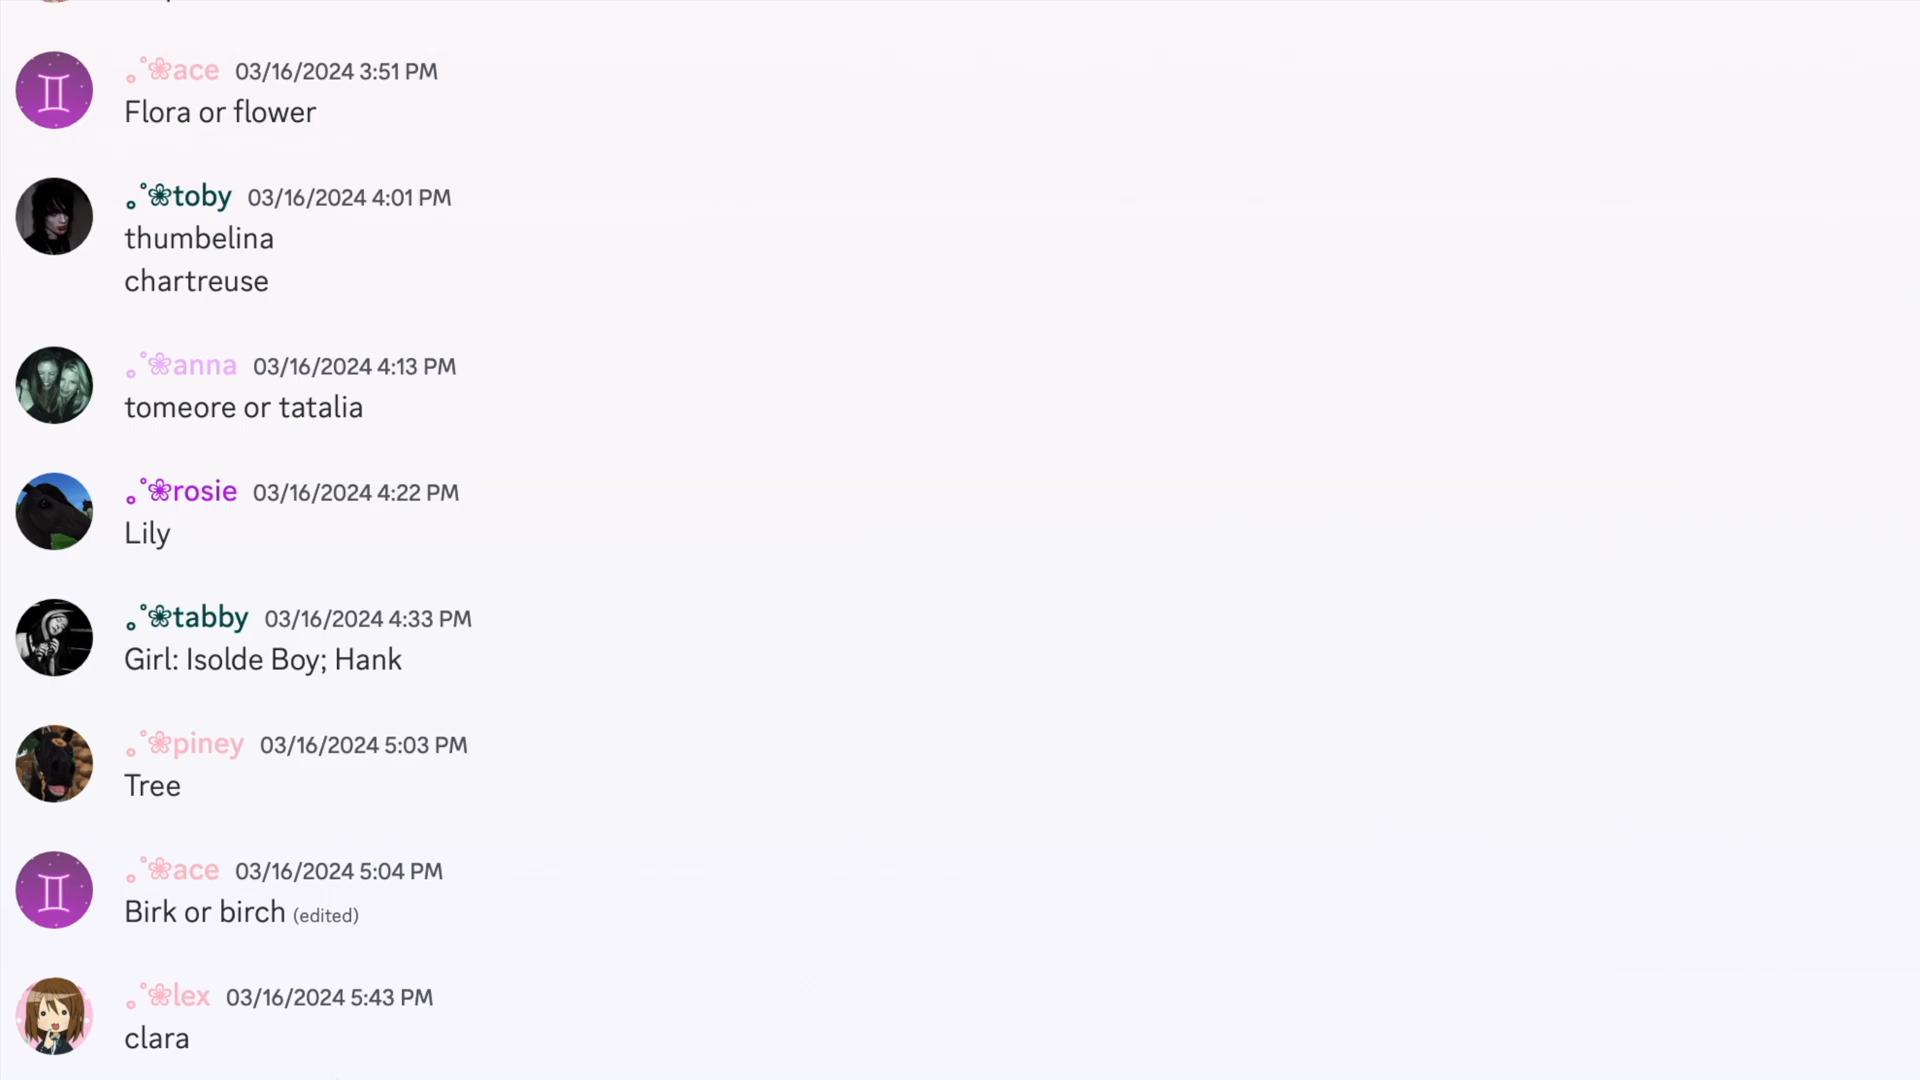 ｡˚❀ace 03/16/2024 3:51 PM
Flora or flower
｡˚❀toby 03/16/2024 4:01 PM
thumbelina
chartreuse
｡˚❀anna 03/16/2024 4:13 PM
tomeore or tatalia
｡˚❀rosie 03/16/2024 4:22 PM
Lily
｡˚❀tabby 03/16/2024 4:33 PM
Girl: Isolde Boy; Hank
｡˚❀piney 03/16/2024 5:03 PM
Tree
｡˚❀ace 03/16/2024 5:04 PM
Birk or birch (edited)
｡˚❀lex 03/16/2024 5:43 PM
clara